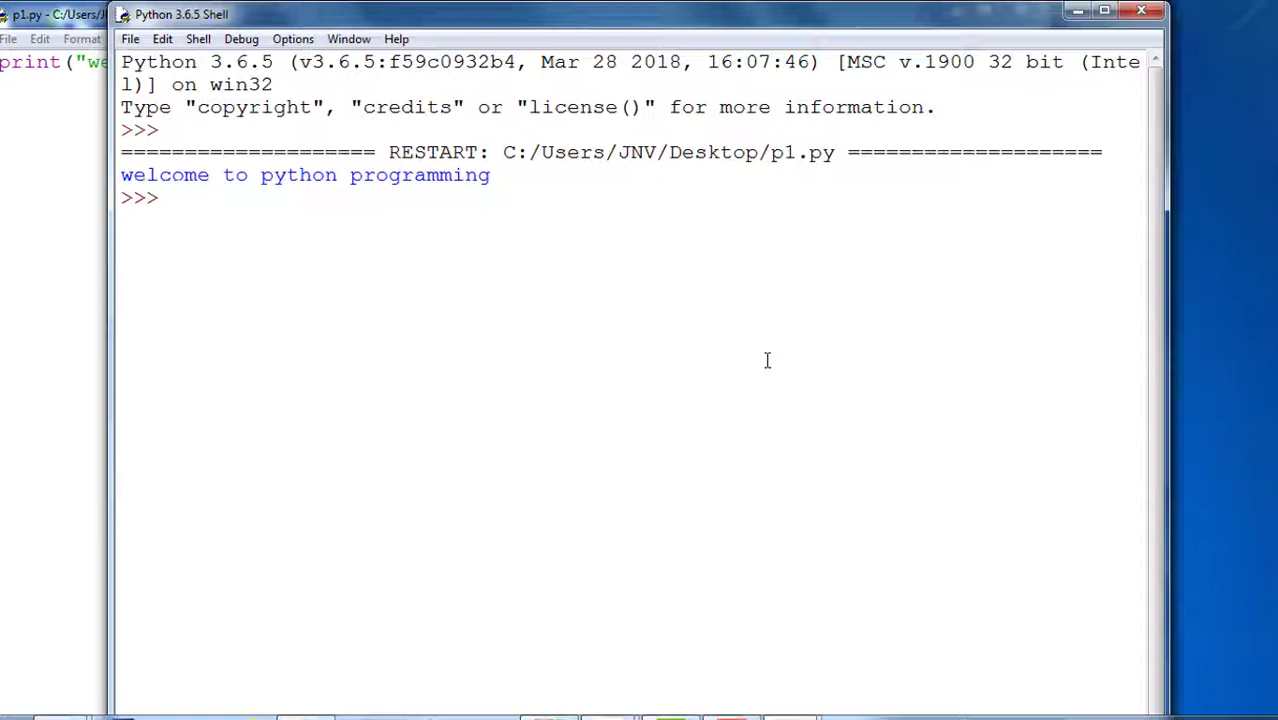 p1.py - C:/Users/J
Python 3.6.5 Shell
File Edit Format
File Edit Shell Debug Options Window Help
print("we
Python 3.6.5 (v3.6.5:f59c0932b4, Mar 28 2018, 16:07:46) [MSC v.1900 32 bit (Inte
l)] on win32
Type "copyright", "credits" or "license()" for more information.
>>>
==================== RESTART: C:/Users/JNV/Desktop/p1.py ====================
welcome to python programming
>>>